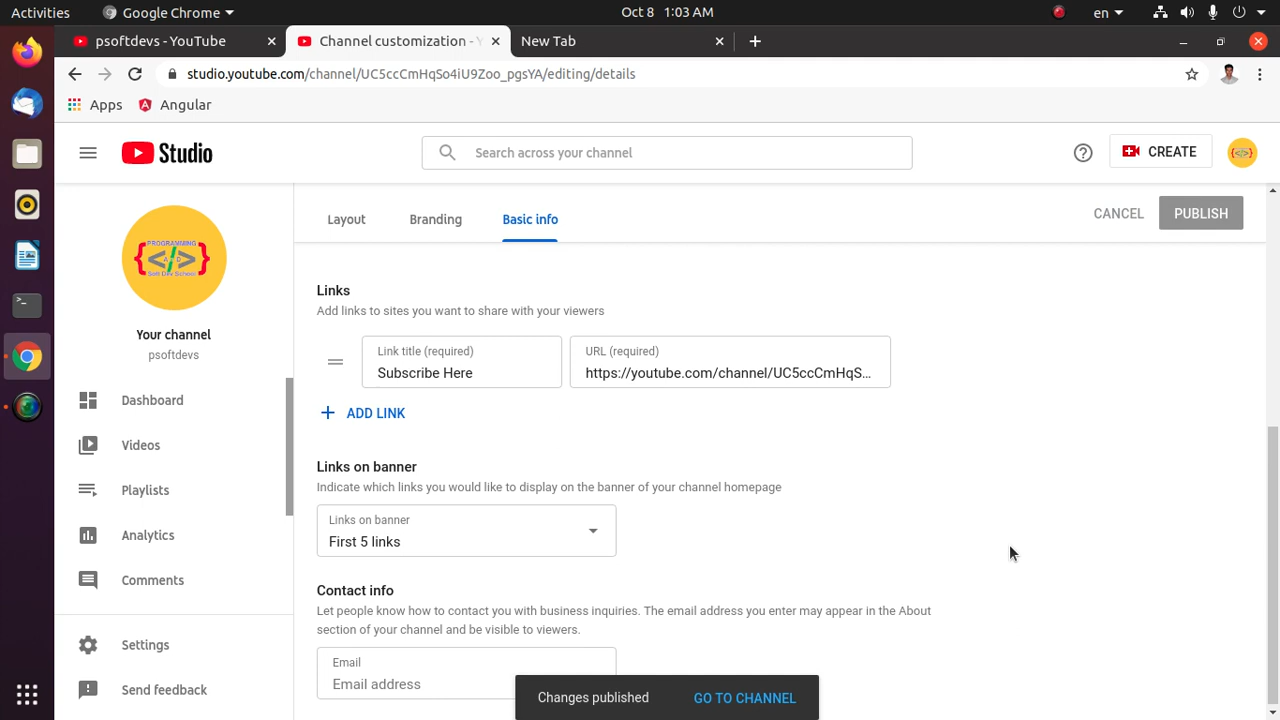 Activities
Google Chrome
Oct 8 1:03 AM
en
psoftdevs - YouTube
Channel customization - Y
New Tab
studio.youtube.com/channel/UC5ccCmHqSo4iU9Zoo_pgsYA/editing/details
Apps
Angular
Studio
Search across your channel
CREATE
Layout
Branding
Basic info
CANCEL
PUBLISH
PROGRAMMING
AND
Soft Dev School
Your channel
psoftdevs
Dashboard
Videos
Playlists
Analytics
Comments
Settings
Send feedback
Links
Add links to sites you want to share with your viewers
Link title (required)
Subscribe Here
URL (required)
https://youtube.com/channel/UC5ccCmHqS...
ADD LINK
Links on banner
Indicate which links you would like to display on the banner of your channel homepage
Links on banner
First 5 links
Contact info
Let people know how to contact you with business inquiries. The email address you enter may appear in the About
section of your channel and be visible to viewers.
Email
Email address
Changes published
GO TO CHANNEL